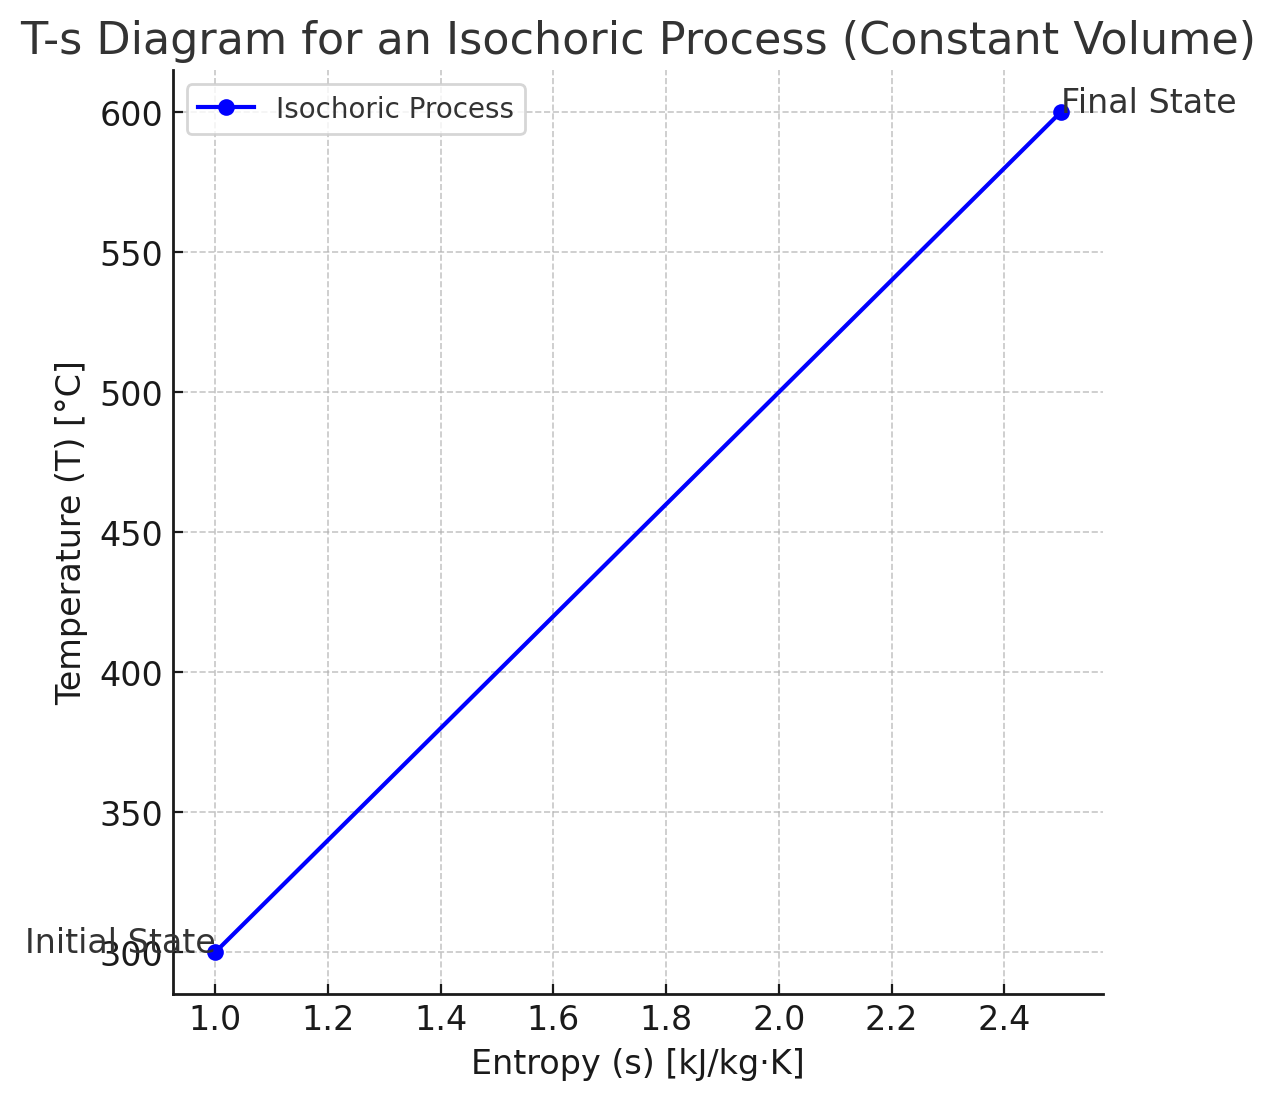 T-s Diagram for an Isochoric Process (Constant Volume)
Isochoric Process
Final State
Initial State
Temperature (T) [°C]
600
550
500
450
400
350
300
1.0 1.2 1.4 1.6 1.8 2.0 2.2 2.4
Entropy (s) [kJ/kg·K]